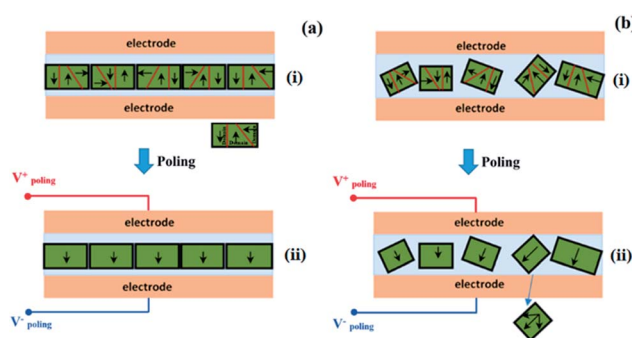 (a)
electrode
(i)
electrode
Domain
Poling
V+ poling
electrode
(ii)
electrode
V- poling
(b)
electrode
(i)
electrode
Poling
V+ poling
electrode
(ii)
electrode
V- poling